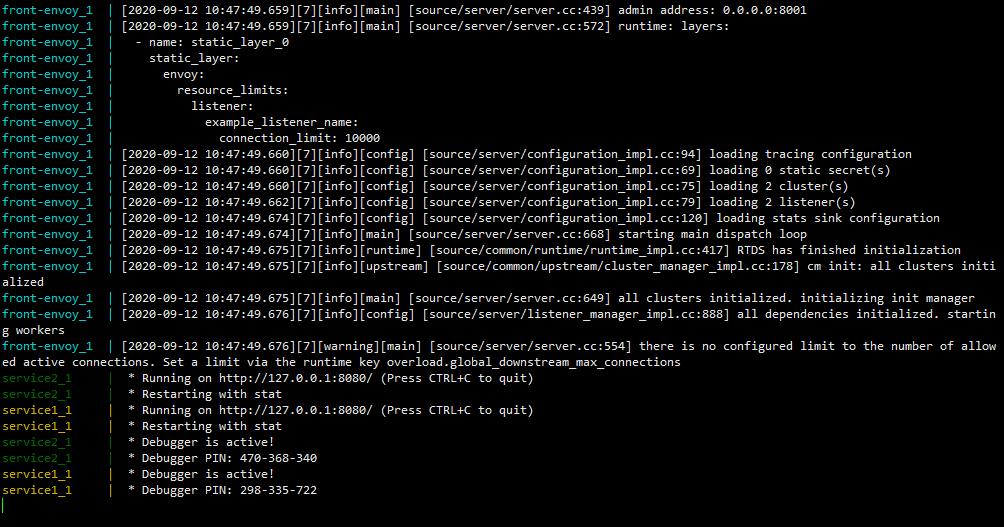 front-envoy_1  | [2020-09-12 10:47:49.659][7][info][main] [source/server/server.cc:439] admin address: 0.0.0.0:8001
front-envoy_1  | [2020-09-12 10:47:49.659][7][info][main] [source/server/server.cc:572] runtime: layers:
front-envoy_1  |   - name: static_layer_0
front-envoy_1  |     static_layer:
front-envoy_1  |       envoy:
front-envoy_1  |         resource_limits:
front-envoy_1  |           listener:
front-envoy_1  |             example_listener_name:
front-envoy_1  |               connection_limit: 10000
front-envoy_1  | [2020-09-12 10:47:49.660][7][info][config] [source/server/configuration_impl.cc:94] loading tracing configuration
front-envoy_1  | [2020-09-12 10:47:49.660][7][info][config] [source/server/configuration_impl.cc:69] loading 0 static secret(s)
front-envoy_1  | [2020-09-12 10:47:49.660][7][info][config] [source/server/configuration_impl.cc:75] loading 2 cluster(s)
front-envoy_1  | [2020-09-12 10:47:49.662][7][info][config] [source/server/configuration_impl.cc:79] loading 2 listener(s)
front-envoy_1  | [2020-09-12 10:47:49.674][7][info][config] [source/server/configuration_impl.cc:120] loading stats sink configuration
front-envoy_1  | [2020-09-12 10:47:49.674][7][info][main] [source/server/server.cc:668] starting main dispatch loop
front-envoy_1  | [2020-09-12 10:47:49.675][7][info][runtime] [source/common/runtime/runtime_impl.cc:417] RTDS has finished initialization
front-envoy_1  | [2020-09-12 10:47:49.675][7][info][upstream] [source/common/upstream/cluster_manager_impl.cc:178] cm init: all clusters initi
alized
front-envoy_1  | [2020-09-12 10:47:49.675][7][info][main] [source/server/server.cc:649] all clusters initialized. initializing init manager
front-envoy_1  | [2020-09-12 10:47:49.676][7][info][config] [source/server/listener_manager_impl.cc:888] all dependencies initialized. startin
g workers
front-envoy_1  | [2020-09-12 10:47:49.676][7][warning][main] [source/server/server.cc:554] there is no configured limit to the number of allow
ed active connections. Set a limit via the runtime key overload.global_downstream_max_connections
service2_1     |  * Running on http://127.0.0.1:8080/ (Press CTRL+C to quit)
service2_1     |  * Restarting with stat
service1_1     |  * Running on http://127.0.0.1:8080/ (Press CTRL+C to quit)
service1_1     |  * Restarting with stat
service2_1     |  * Debugger is active!
service2_1     |  * Debugger PIN: 470-368-340
service1_1     |  * Debugger is active!
service1_1     |  * Debugger PIN: 298-335-722